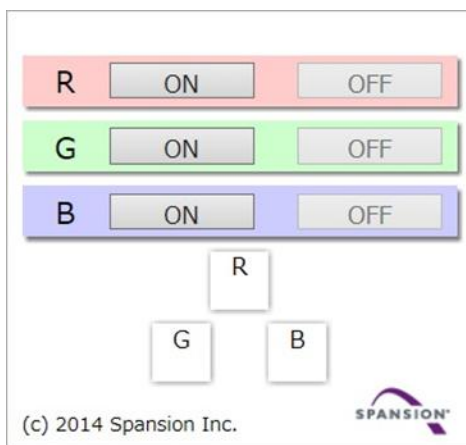 R ON OFF
G ON OFF
B ON OFF
R
G B
(c) 2014 Spansion Inc.
SPANSION